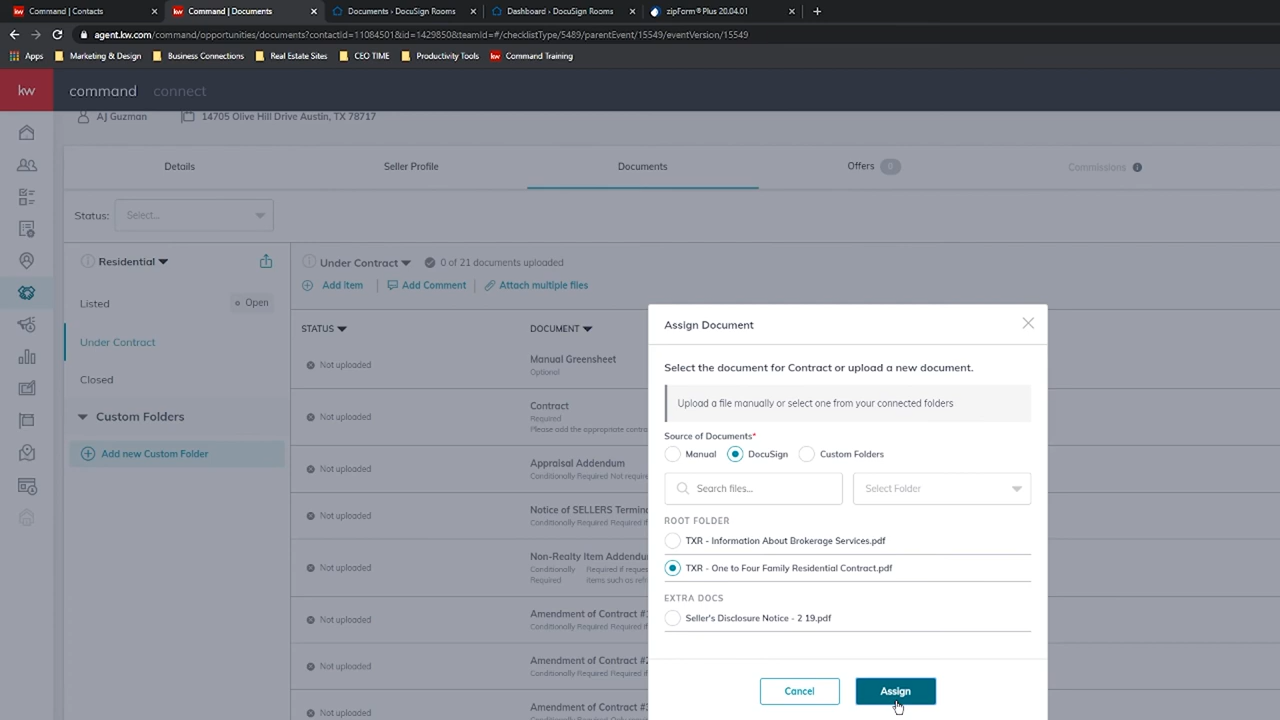 Command | Contacts
Command | Documents
Documents › DocuSign Rooms
Dashboard › DocuSign Rooms
zipForm® Plus 20.04.01
agent.kw.com/command/opportunities/documents?contactId=11084501&id=1429850&teamId=#/checklistType/5489/parentEvent/15549/eventVersion/15549
Apps
Marketing & Design
Business Connections
Real Estate Sites
CEO TIME
Productivity Tools
Command Training
kw
command
connect
AJ Guzman
14705 Olive Hill Drive Austin, TX 78717
Details
Seller Profile
Documents
Offers 0
Commissions
Status:
Select...
Residential
Under Contract
0 of 21 documents uploaded
Add Item
Add Comment
Attach multiple files
Listed
Open
Under Contract
Closed
Custom Folders
Add new Custom Folder
STATUS
DOCUMENT
Not uploaded
Manual Greensheet
Optional
Not uploaded
Contract
Required
Please add the appropriate contra
Not uploaded
Appraisal Addendum
Conditionally Required Not require
Not uploaded
Notice of SELLERS Termina
Conditionally Required Required if
Not uploaded
Non-Realty Item Addendu
Conditionally Required if reques
Required items such as refr
Not uploaded
Amendment of Contract #
Conditionally Required Required if
Not uploaded
Amendment of Contract #2
Conditionally Required Required if
Not uploaded
Amendment of Contract #3
Assign Document
Select the document for Contract or upload a new document.
Upload a file manually or select one from your connected folders
Source of Documents*
Manual
DocuSign
Custom Folders
Search files...
Select Folder
ROOT FOLDER
TXR - Information About Brokerage Services.pdf
TXR - One to Four Family Residential Contract.pdf
EXTRA DOCS
Seller's Disclosure Notice - 2 19.pdf
Cancel
Assign